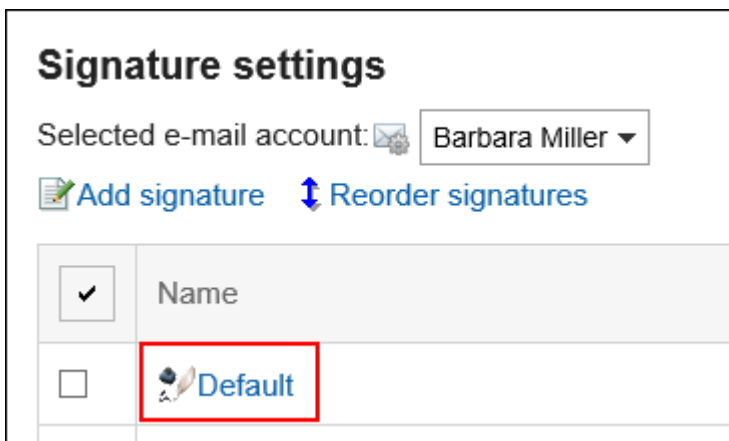 Signature settings
Selected e-mail account: Barbara Miller
Add signature Reorder signatures
Name
Default